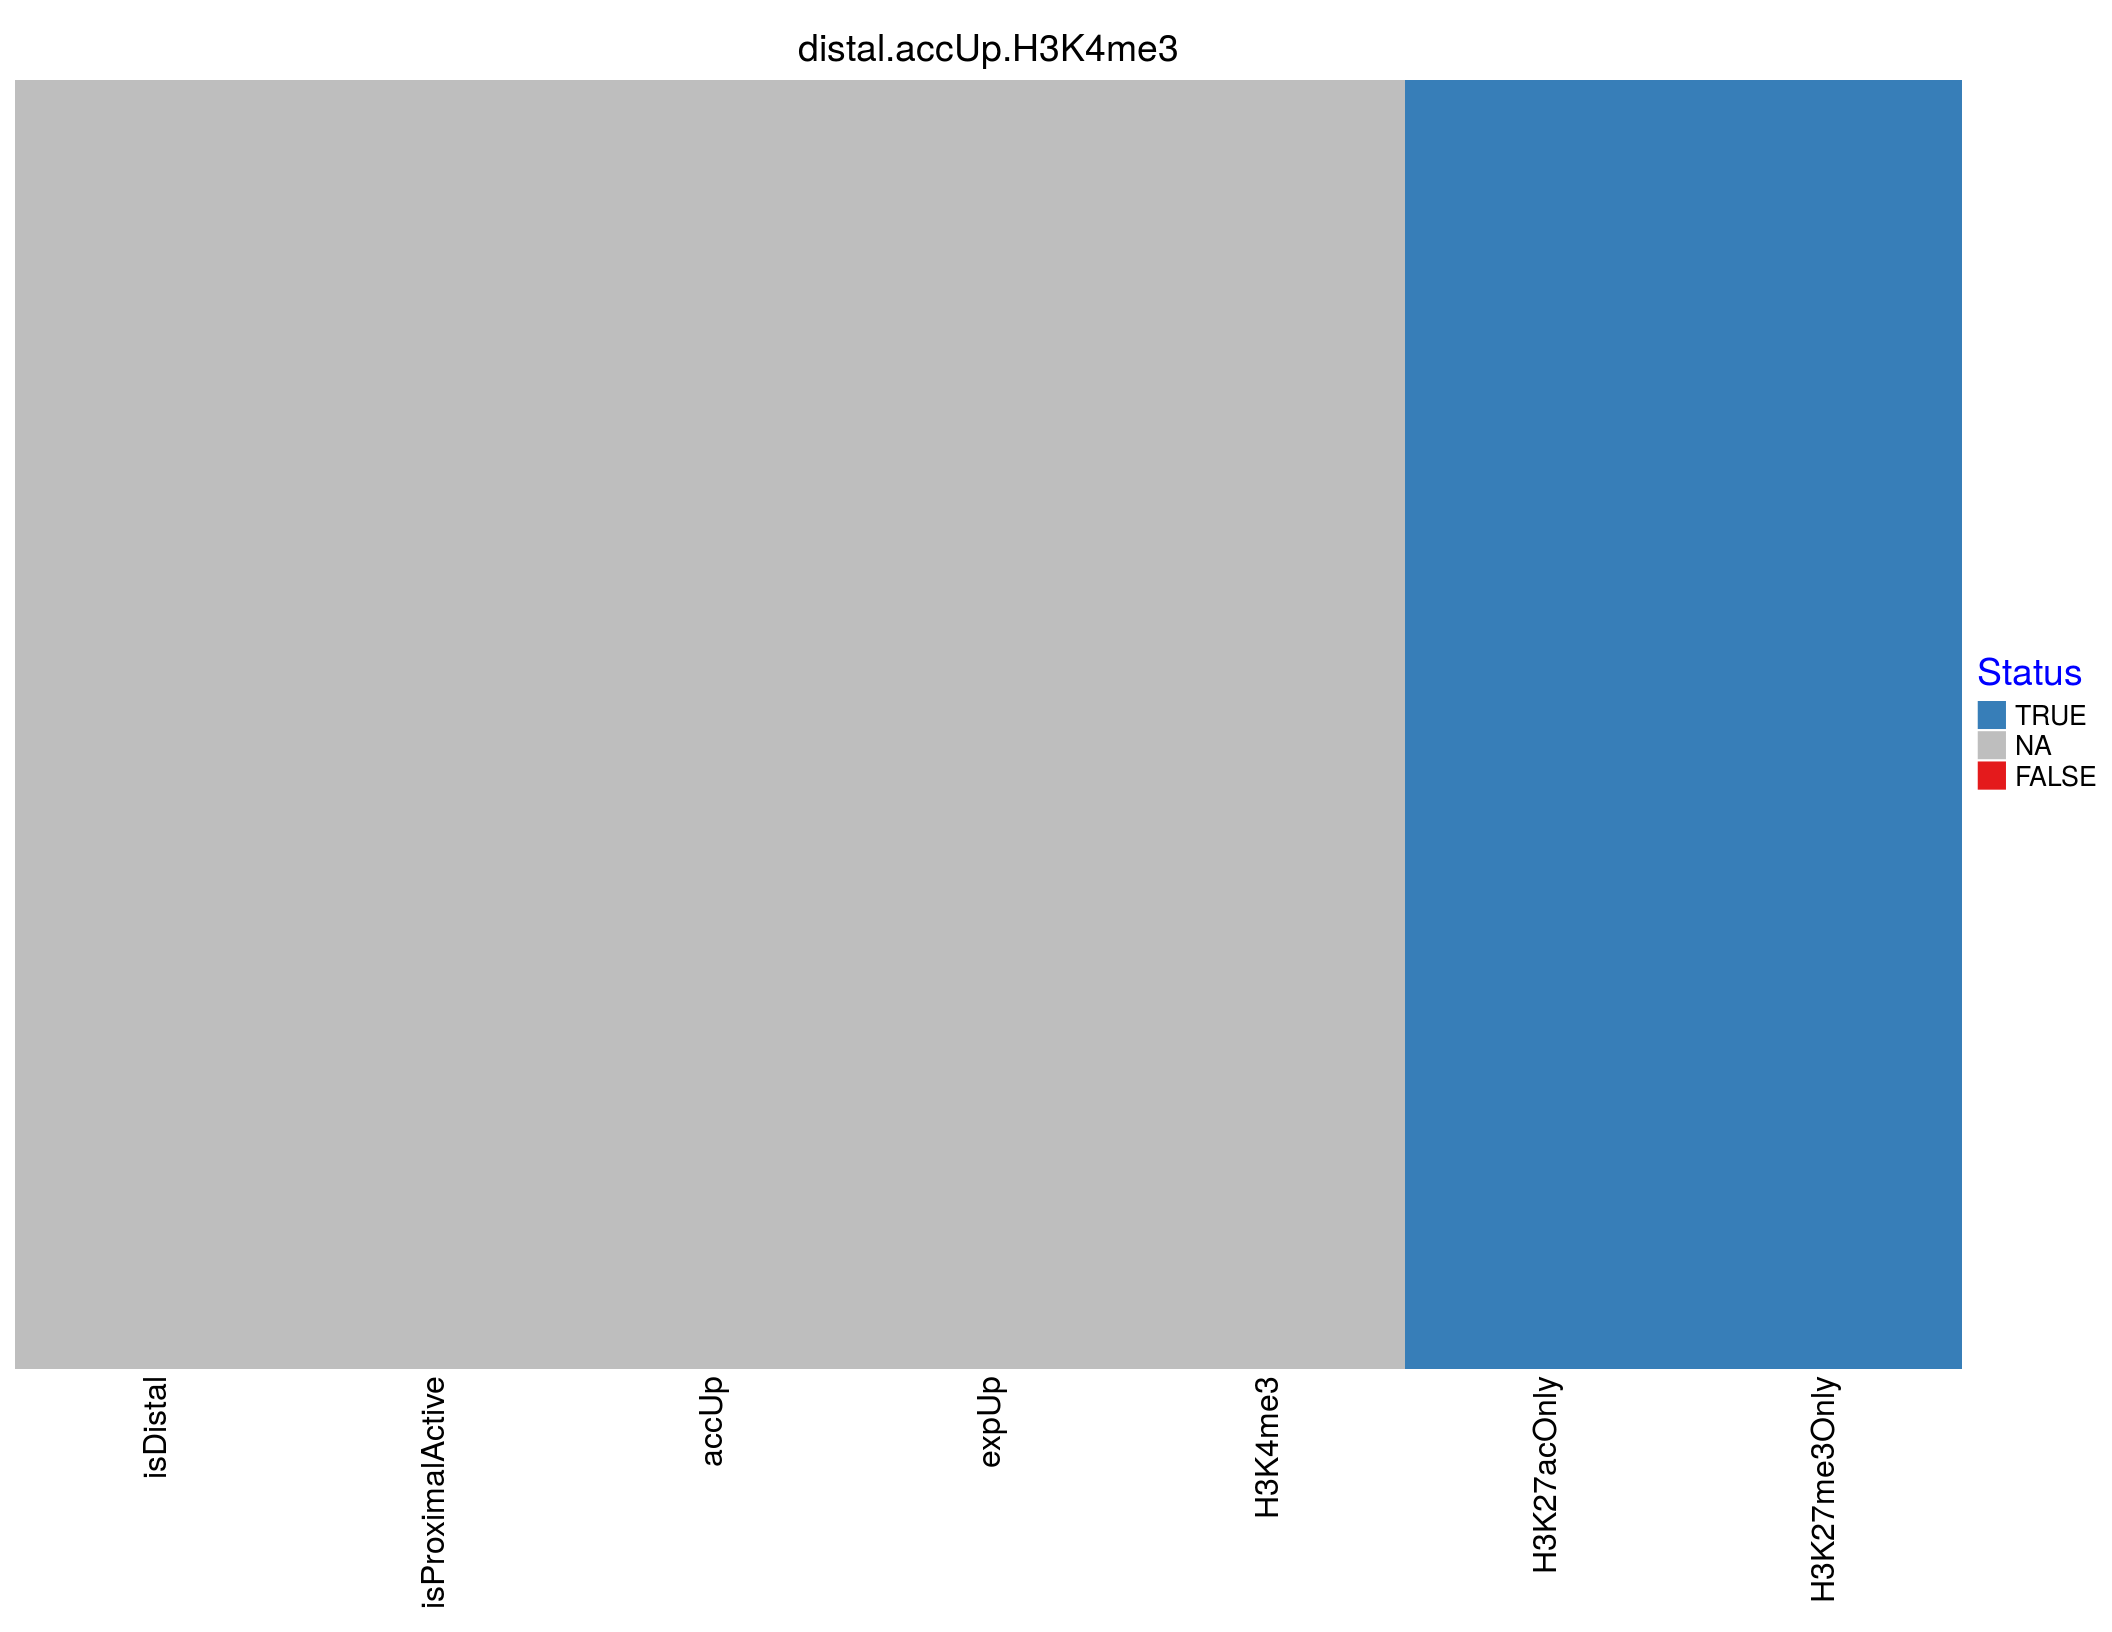 distal.accUp.H3K4me3
Status
TRUE
NA
FALSE
isDistal
isProximalActive
accUp
expUp
H3K4me3
H3K27acOnly
H3K27me3Only